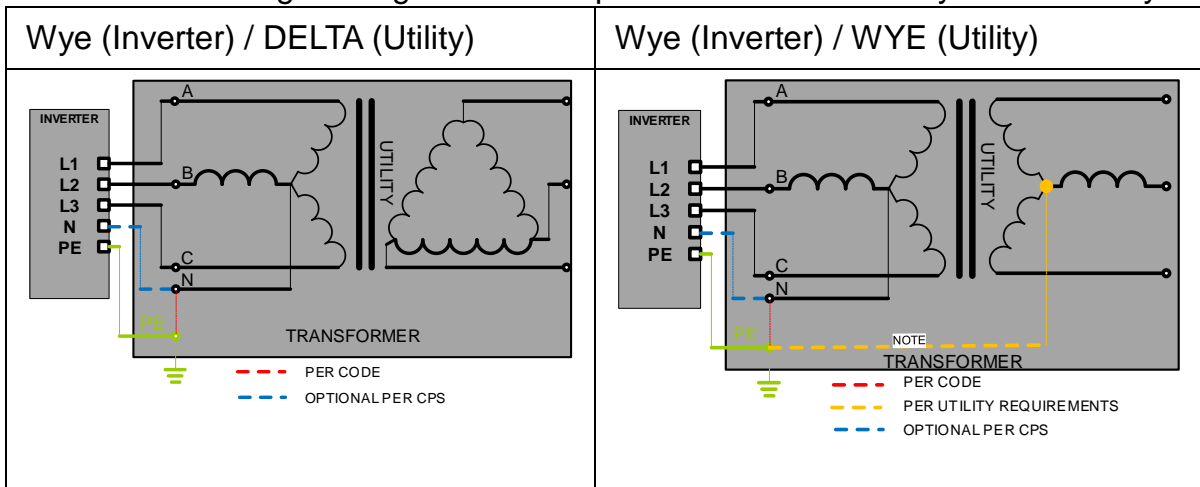 Wye (Inverter) / DELTA (Utility)
A
INVERTER
L1
L2
L3
N
PE
B
UTILITY
C
N
PE
TRANSFORMER
PER CODE
OPTIONAL PER CPS
Wye (Inverter) / WYE (Utility)
A
INVERTER
L1
L2
L3
N
PE
B
UTILITY
C
N
PE
NOTE
TRANSFORMER
PER CODE
PER UTILITY REQUIREMENTS
OPTIONAL PER CPS